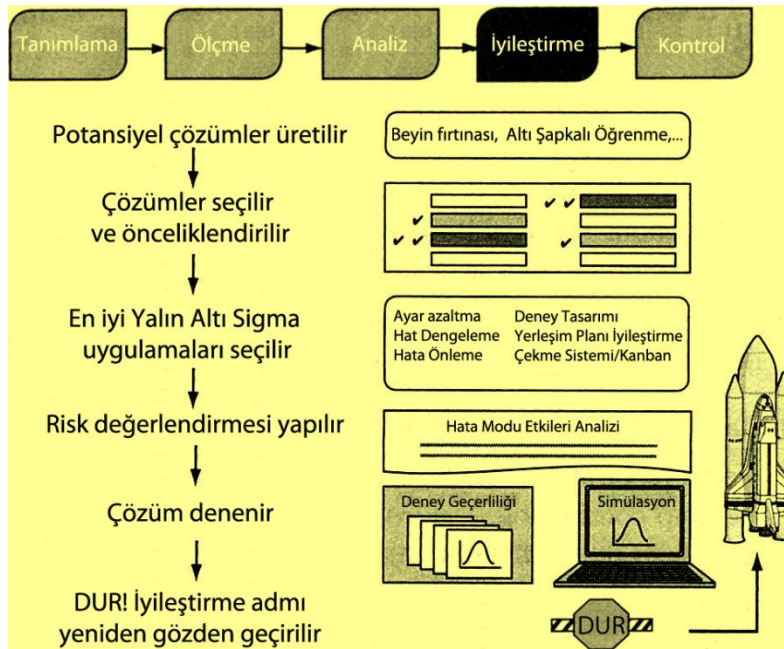 Tanımlama
Ölçme
Analiz
İyileştirme
Kontrol
Potansiyel çözümler üretilir
Beyin fırtınası, Altı Şapkalı Öğrenme,...
Çözümler seçilir
ve önceliklendirilir
En iyi Yalın Altı Sigma
uygulamaları seçilir
Ayar azaltma
Deney Tasarımı
Hat Dengeleme
Yerleşim Planı İyileştirme
Hata Önleme
Çekme Sistemi/Kanban
Risk değerlendirmesi yapılır
Hata Modu Etkileri Analizi
Çözüm denenir
Deney Geçerliliği
Simülasyon
DUR! İyileştirme admı
yeniden gözden geçirilir
DUR